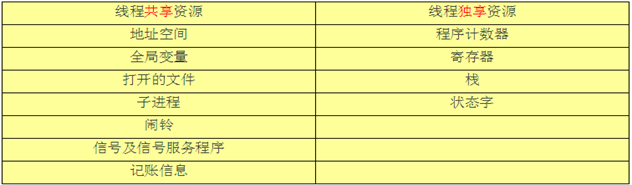 线程共享资源 线程独享资源
地址空间 程序计数器
全局变量 寄存器
打开的文件 栈
子进程 状态字
闹铃
信号及信号服务程序
记账信息